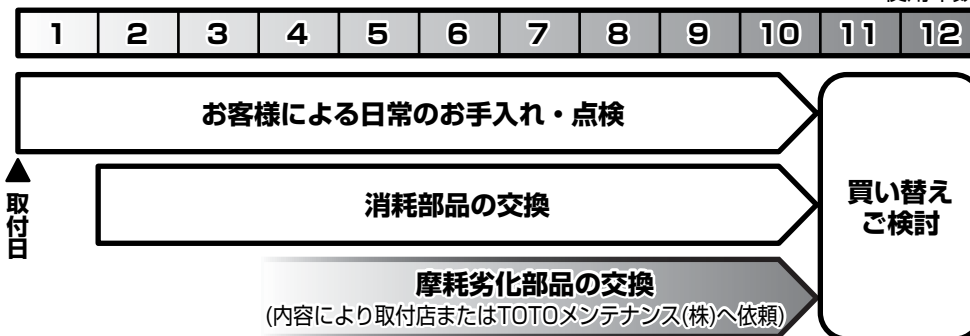 1 2 3 4 5 6 7 8 9 10 11 12
お客様による日常のお手入れ・点検
取付日
消耗部品の交換
買い替え
ご検討
摩耗劣化部品の交換
(内容により取付店またはTOTOメンテナンス(株)へ依頼)